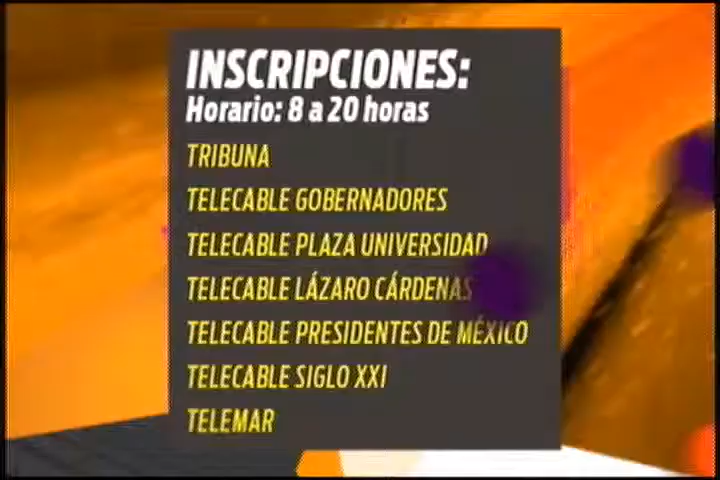 INSCRIPCIONES:
Horario: 8 a 20 horas
TRIBUNA
TELECABLE GOBERNADORES
TELECABLE PLAZA UNIVERSIDAD
TELECABLE LÁZARO CÁRDENAS
TELECABLE PRESIDENTES DE MÉXICO
TELECABLE SIGLO XXI
TELEMAR